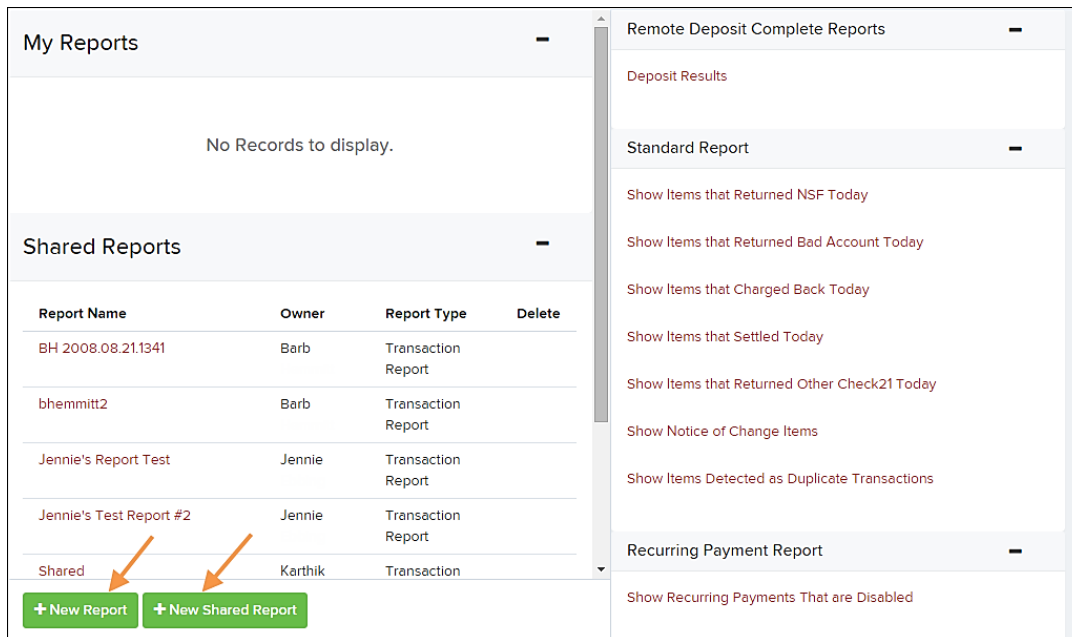 My Reports
No Records to display.
Shared Reports
Report Name Owner Report Type Delete
BH 2008.08.21.1341 Barb Transaction
Report
bhemmitt2 Barb Transaction
Report
Jennie's Report Test Jennie Transaction
Report
Jennie's Test Report #2 Jennie Transaction
Report
Shared Karthik Transaction
+ New Report + New Shared Report
Remote Deposit Complete Reports
Deposit Results
Standard Report
Show Items that Returned NSF Today
Show Items that Returned Bad Account Today
Show Items that Charged Back Today
Show Items that Settled Today
Show Items that Returned Other Check21 Today
Show Notice of Change Items
Show Items Detected as Duplicate Transactions
Recurring Payment Report
Show Recurring Payments That are Disabled